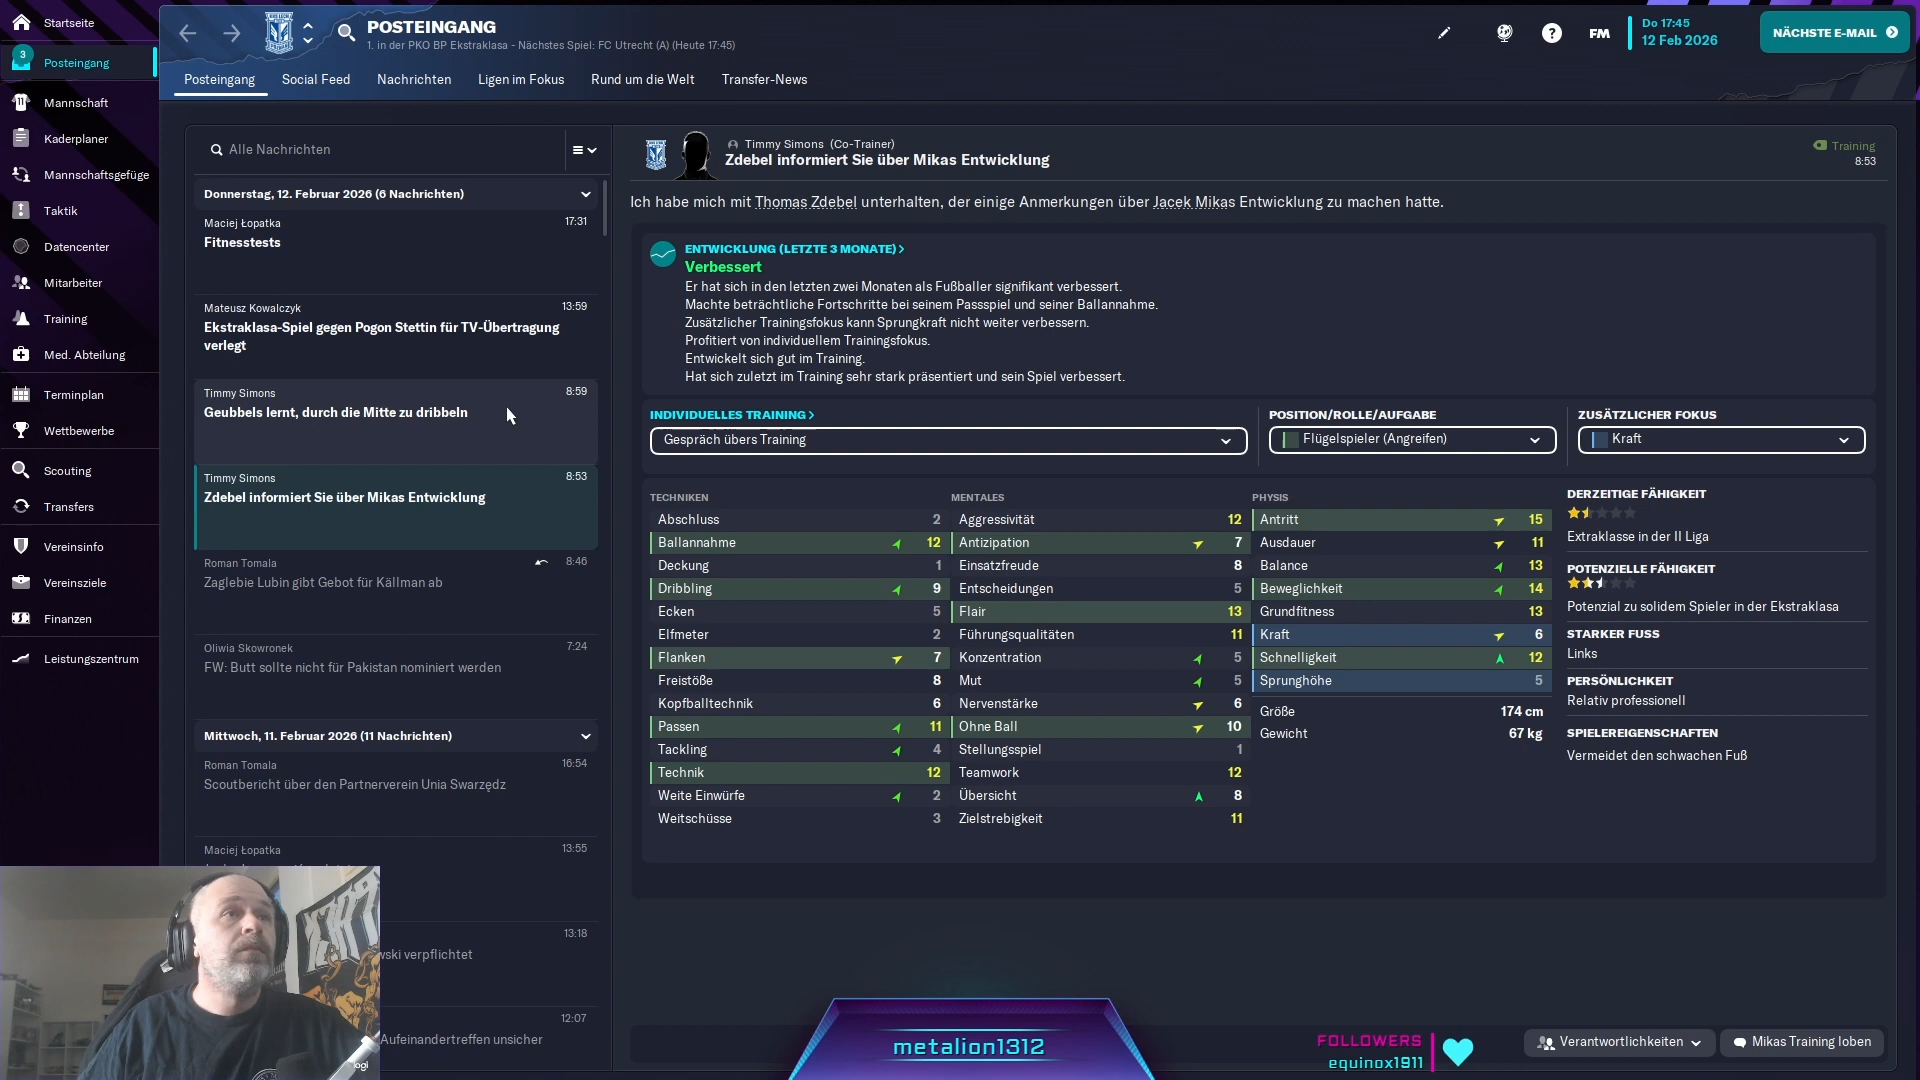 Startseite
3
Posteingang
Mannschaft
Kaderplaner
Mannschaftsgefüge
Taktik
Datencenter
Mitarbeiter
Training
Med. Abteilung
Terminplan
Wettbewerbe
Scouting
Transfers
Vereinsinfo
Vereinsziele
Finanzen
Leistungszentrum
POSTEINGANG
1. in der PKO BP Ekstraklasa - Nächstes Spiel: FC Utrecht (A) (Heute 17:45)
FM
Do 17:45
12 Feb 2026
NÄCHSTE E-MAIL
Posteingang Social Feed Nachrichten Ligen im Fokus Rund um die Welt Transfer-News
Alle Nachrichten
Donnerstag, 12. Februar 2026 (6 Nachrichten)
Maciej Łopatka 17:31
Fitnesstests
Mateusz Kowalczyk 13:59
Ekstraklasa-Spiel gegen Pogon Stettin für TV-Übertragung
verlegt
Timmy Simons 8:59
Geubbels lernt, durch die Mitte zu dribbeln
Timmy Simons 8:53
Zdebel informiert Sie über Mikas Entwicklung
Roman Tomala 8:46
Zaglebie Lubin gibt Gebot für Källman ab
Oliwia Skowronek 7:24
FW: Butt sollte nicht für Pakistan nominiert werden
Mittwoch, 11. Februar 2026 (11 Nachrichten)
Roman Tomala 16:54
Scoutbericht über den Partnerverein Unia Swarzędz
Maciej Łopatka 13:55
13:18
wski verpflichtet
12:07
Aufeinandertreffen unsicher
Timmy Simons (Co-Trainer)
Zdebel informiert Sie über Mikas Entwicklung
Training
8:53
Ich habe mich mit Thomas Zdebel unterhalten, der einige Anmerkungen über Jacek Mikas Entwicklung zu machen hatte.
ENTWICKLUNG (LETZTE 3 MONATE)
Verbessert
Er hat sich in den letzten zwei Monaten als Fußballer signifikant verbessert.
Machte beträchtliche Fortschritte bei seinem Passspiel und seiner Ballannahme.
Zusätzlicher Trainingsfokus kann Sprungkraft nicht weiter verbessern.
Profitiert von individuellem Trainingsfokus.
Entwickelt sich gut im Training.
Hat sich zuletzt im Training sehr stark präsentiert und sein Spiel verbessert.
INDIVIDUELLES TRAINING
Gespräch übers Training
POSITION/ROLLE/AUFGABE
Flügelspieler (Angreifen)
ZUSÄTZLICHER FOKUS
Kraft
TECHNIKEN
Abschluss 2
Ballannahme 12
Deckung 1
Dribbling 9
Ecken 5
Elfmeter 2
Flanken 7
Freistöße 8
Kopfballtechnik 6
Passen 11
Tackling 4
Technik 12
Weite Einwürfe 2
Weitschüsse 3
MENTALES
Aggressivität 12
Antizipation 7
Einsatzfreude 8
Entscheidungen 5
Flair 13
Führungsqualitäten 11
Konzentration 5
Mut 5
Nervenstärke 6
Ohne Ball 10
Stellungsspiel 1
Teamwork 12
Übersicht 8
Zielstrebigkeit 11
PHYSIS
Antritt 15
Ausdauer 11
Balance 13
Beweglichkeit 14
Grundfitness 13
Kraft 6
Schnelligkeit 12
Sprunghöhe 5
Größe 174 cm
Gewicht 67 kg
DERZEITIGE FÄHIGKEIT
Extraklasse in der II Liga
POTENZIELLE FÄHIGKEIT
Potenzial zu solidem Spieler in der Ekstraklasa
STARKER FUSS
Links
PERSÖNLICHKEIT
Relativ professionell
SPIELEREIGENSCHAFTEN
Vermeidet den schwachen Fuß
Verantwortlichkeiten
Mikas Training loben
metalion1312
FOLLOWERS
equinox1911
logi